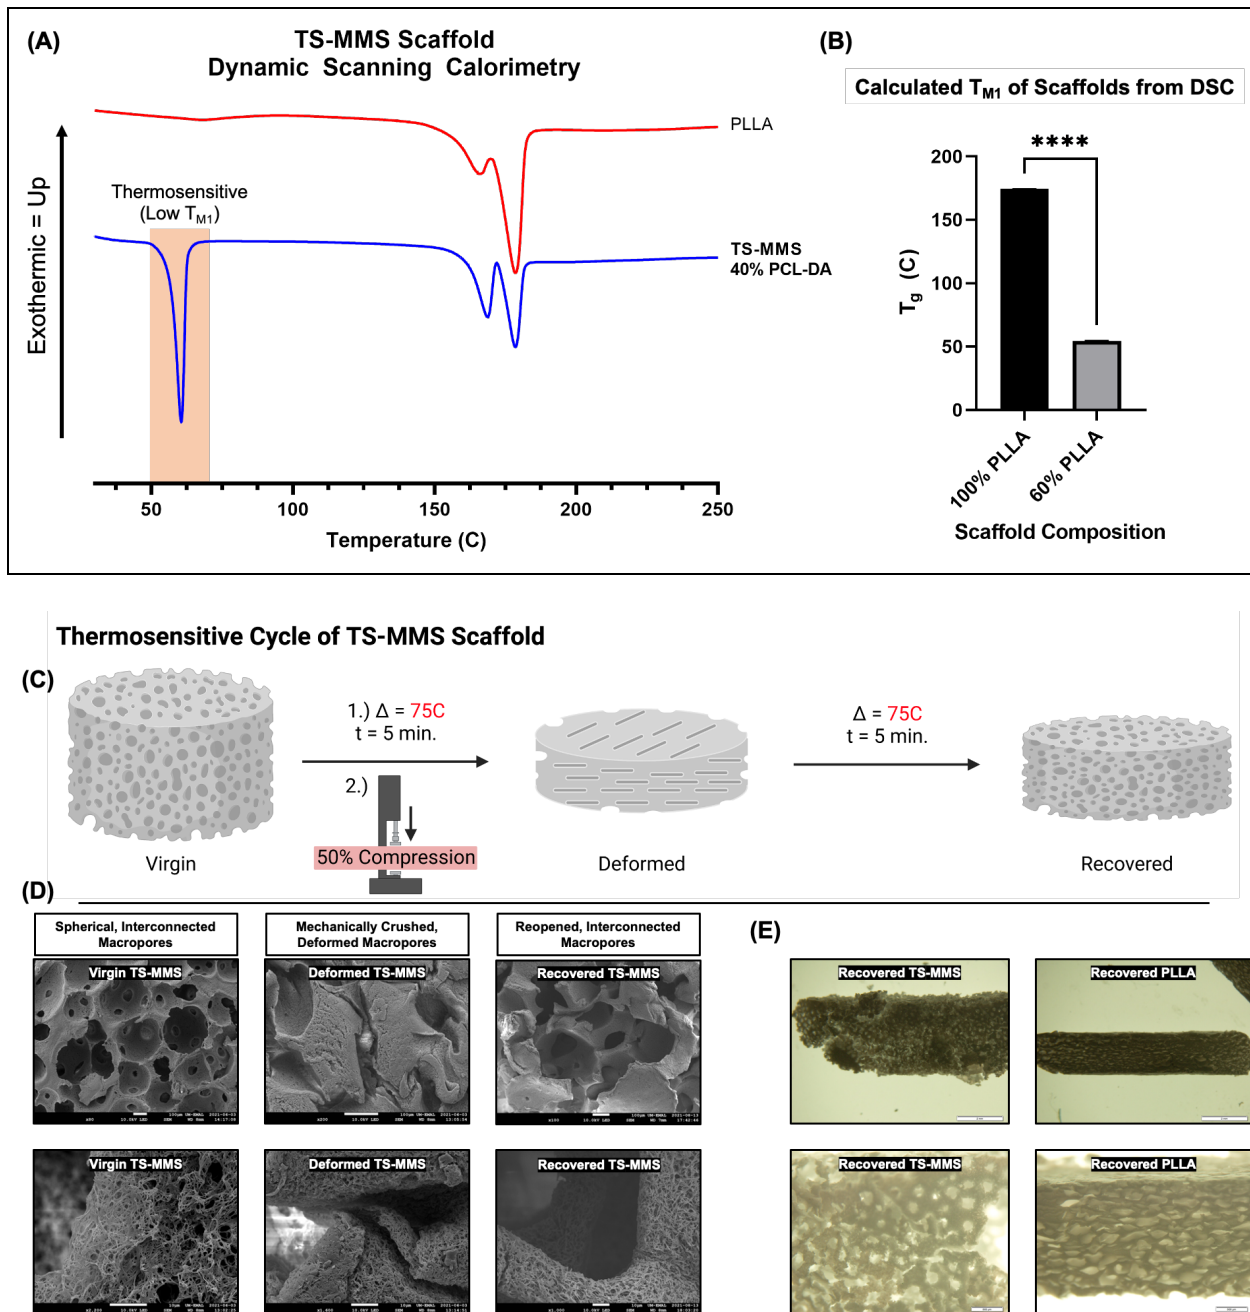 (A)
TS-MMS Scaffold
Dynamic Scanning Calorimetry
PLLA
Thermosensitive
(Low TM1)
TS-MMS
40% PCL-DA
Exothermic = Up
50
100
150
200
250
Temperature (C)
(B)
Calculated TM1 of Scaffolds from DSC
****
200
150
100
50
0
Tg (C)
100% PLLA
60% PLLA
Scaffold Composition
Thermosensitive Cycle of TS-MMS Scaffold
(C)
1.) Δ = 75C
t = 5 min.
2.)
50% Compression
Δ = 75C
t = 5 min.
Virgin
Deformed
Recovered
(D)
Spherical, Interconnected
Macropores
Mechanically Crushed,
Deformed Macropores
Reopened, Interconnected
Macropores
Virgin TS-MMS
Deformed TS-MMS
Recovered TS-MMS
Virgin TS-MMS
Deformed TS-MMS
Recovered TS-MMS
(E)
Recovered TS-MMS
Recovered PLLA
Recovered TS-MMS
Recovered PLLA